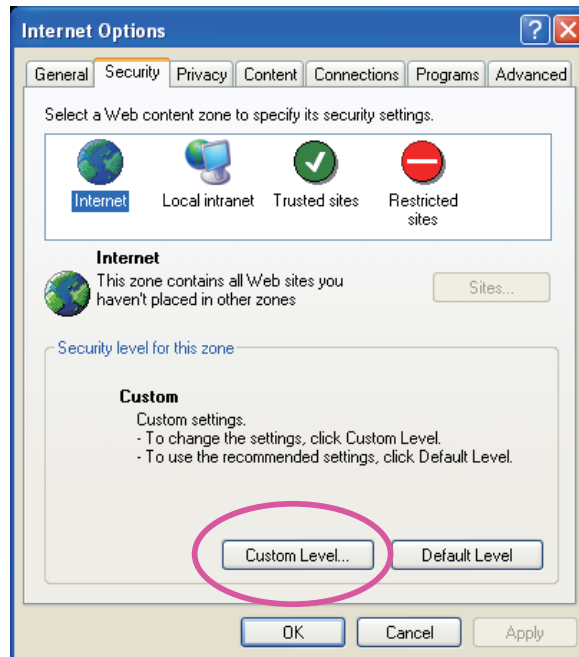 Internet Options
General Security Privacy Content Connections Programs Advanced
Select a Web content zone to specify its security settings.
Internet Local intranet Trusted sites Restricted
sites
Internet
This zone contains all Web sites you
haven't placed in other zones
Sites...
Security level for this zone
Custom
Custom settings.
- To change the settings, click Custom Level.
- To use the recommended settings, click Default Level.
Custom Level... Default Level
OK Cancel Apply